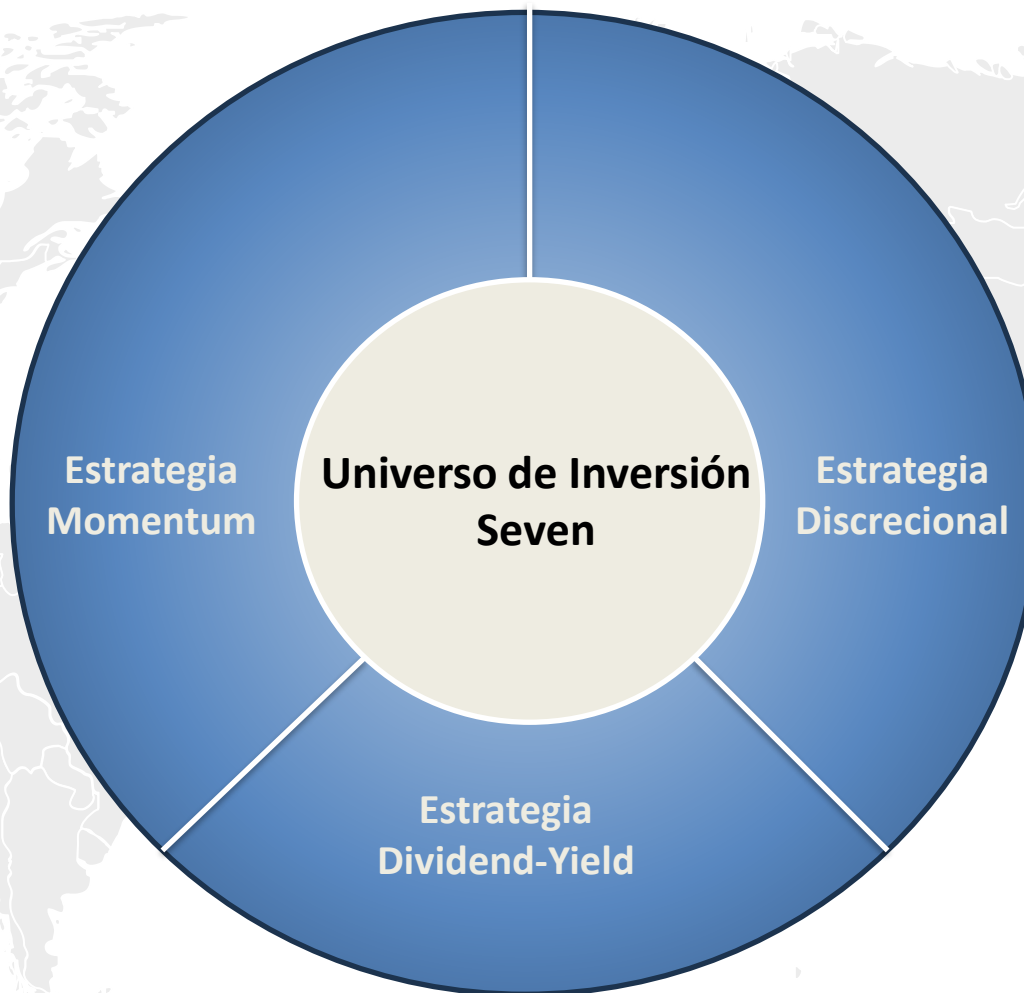 Estrategia
Momentum
Universo de Inversión
Seven
Estrategia
Discrecional
Estrategia
Dividend-Yield